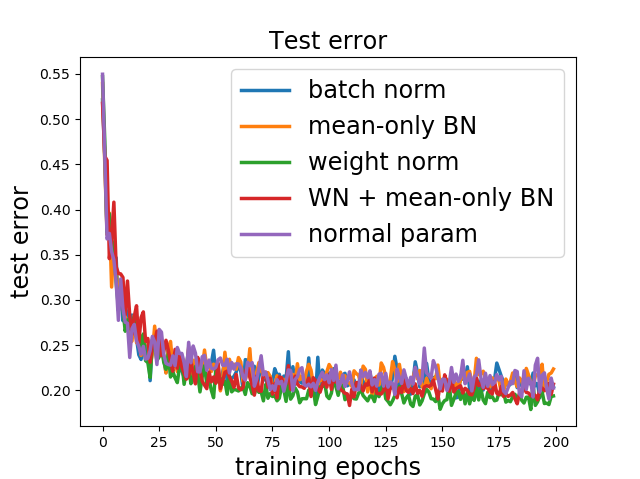 Test error
0.55
0.50
0.45
0.40
0.35
0.30
0.25
0.20
test error
batch norm
mean-only BN
weight norm
WN + mean-only BN
normal param
0 25 50 75 100 125 150 175 200
training epochs